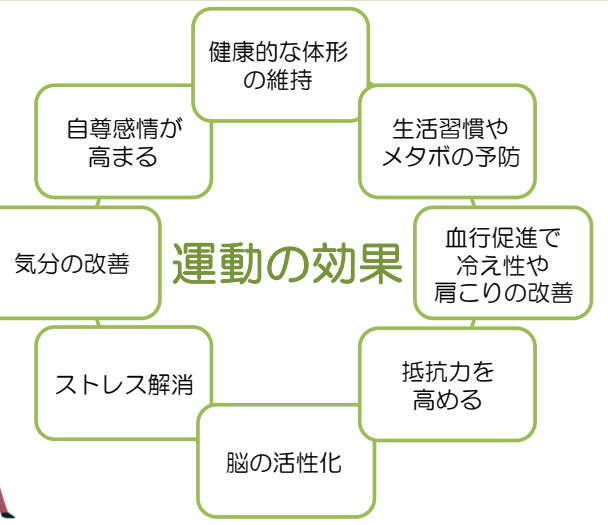 健康的な体形
の維持
生活習慣や
メタボの予防
血行促進で
冷え性や
肩こりの改善
抵抗力を
高める
脳の活性化
ストレス解消
気分の改善
自尊感情が
高まる
運動の効果